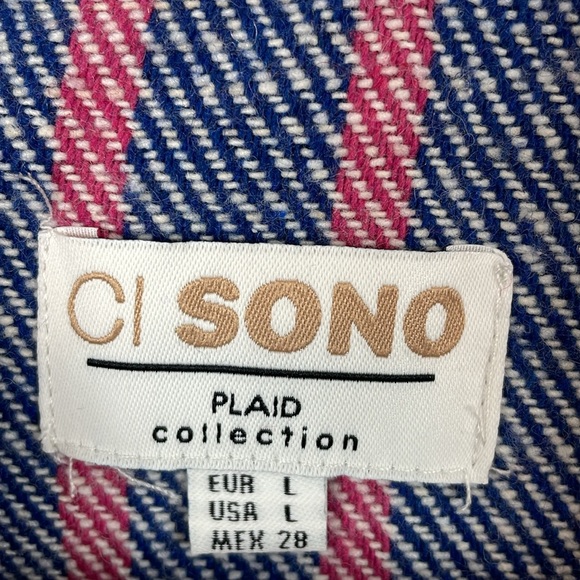 CI SONO
PLAID
collection
EUR L
USA L
MEX 28